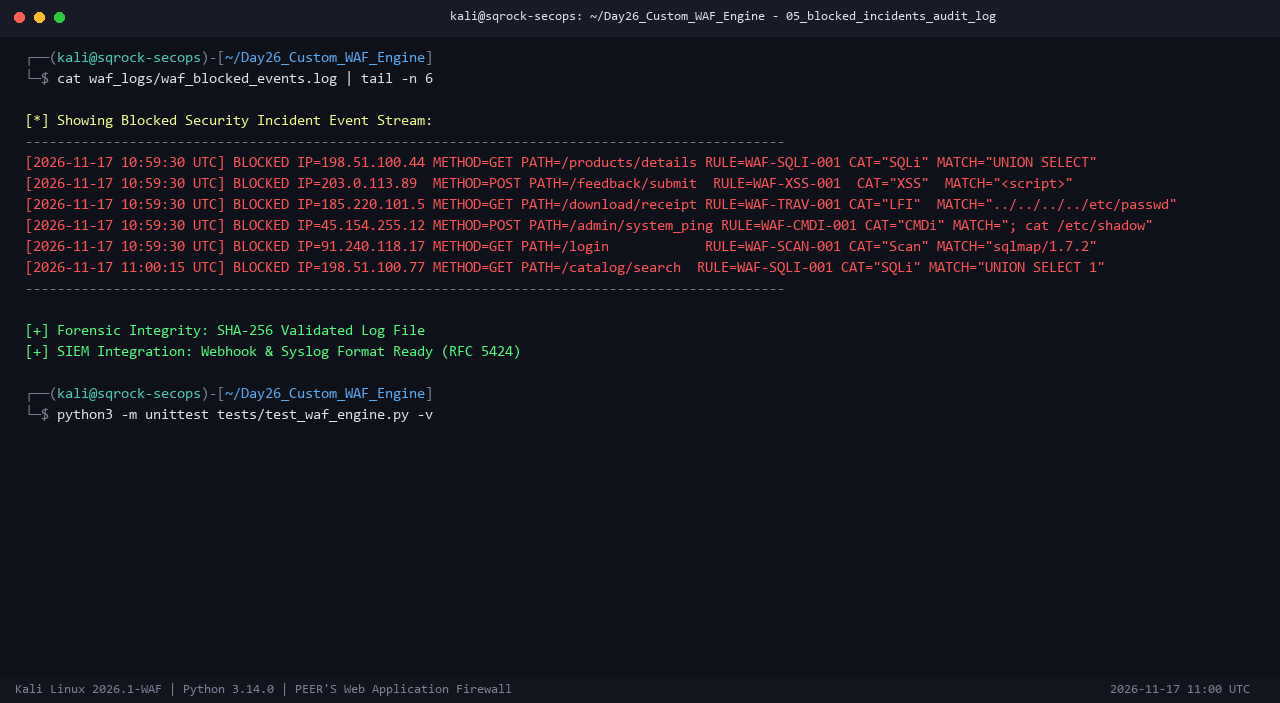 kali@sqrock-secops: ~/Day26_Custom_WAF_Engine - 05_blocked_incidents_audit_log
┌──(kali@sqrock-secops)-[~/Day26_Custom_WAF_Engine]
└─$ cat waf_logs/waf_blocked_events.log | tail -n 6
[*] Showing Blocked Security Incident Event Stream:
-----------------------------------------------------------------------------------------------
[2026-11-17 10:59:30 UTC] BLOCKED IP=198.51.100.44 METHOD=GET PATH=/products/details RULE=WAF-SQLI-001 CAT="SQLi" MATCH="UNION SELECT"
[2026-11-17 10:59:30 UTC] BLOCKED IP=203.0.113.89  METHOD=POST PATH=/feedback/submit  RULE=WAF-XSS-001  CAT="XSS"  MATCH="<script>"
[2026-11-17 10:59:30 UTC] BLOCKED IP=185.220.101.5 METHOD=GET PATH=/download/receipt RULE=WAF-TRAV-001 CAT="LFI"  MATCH="../../../../etc/passwd"
[2026-11-17 10:59:30 UTC] BLOCKED IP=45.154.255.12 METHOD=POST PATH=/admin/system_ping RULE=WAF-CMDI-001 CAT="CMDi" MATCH="; cat /etc/shadow"
[2026-11-17 10:59:30 UTC] BLOCKED IP=91.240.118.17 METHOD=GET PATH=/login            RULE=WAF-SCAN-001 CAT="Scan" MATCH="sqlmap/1.7.2"
[2026-11-17 11:00:15 UTC] BLOCKED IP=198.51.100.77 METHOD=GET PATH=/catalog/search  RULE=WAF-SQLI-001 CAT="SQLi" MATCH="UNION SELECT 1"
-----------------------------------------------------------------------------------------------
[+] Forensic Integrity: SHA-256 Validated Log File
[+] SIEM Integration: Webhook & Syslog Format Ready (RFC 5424)
┌──(kali@sqrock-secops)-[~/Day26_Custom_WAF_Engine]
└─$ python3 -m unittest tests/test_waf_engine.py -v
Kali Linux 2026.1-WAF | Python 3.14.0 | PEER'S Web Application Firewall
2026-11-17 11:00 UTC